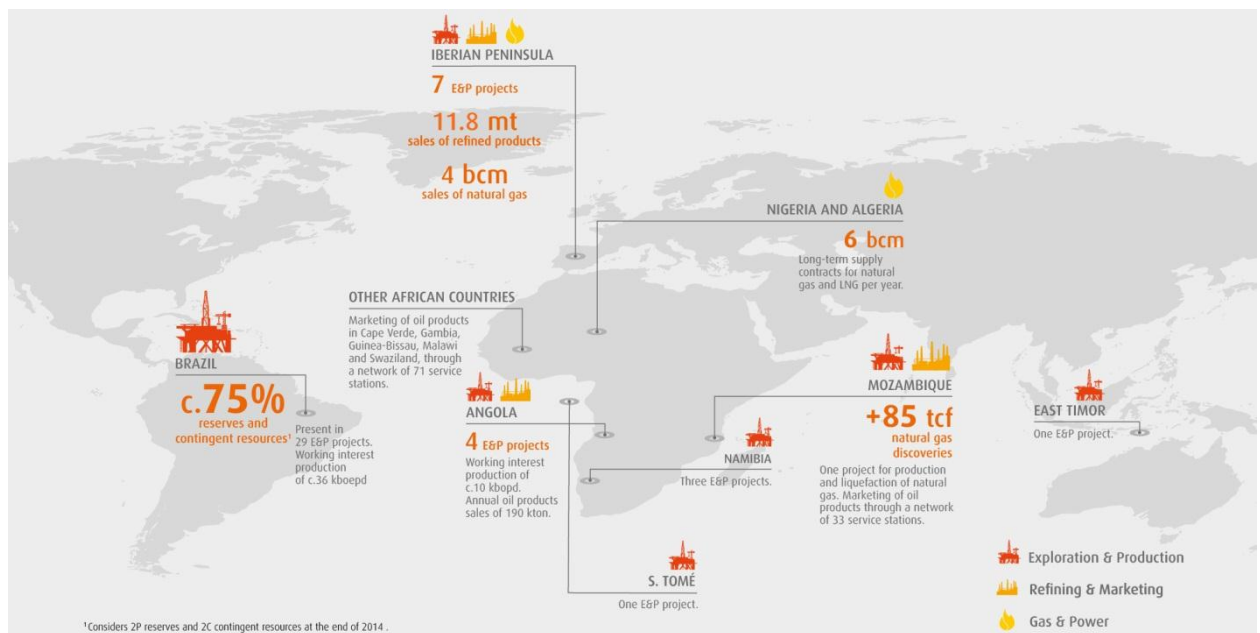 IBERIAN PENINSULA
7 E&P projects
11.8 mt
sales of refined products
4 bcm
sales of natural gas
NIGERIA AND ALGERIA
6 bcm
Long-term supply
contracts for natural
gas and LNG per year.
OTHER AFRICAN COUNTRIES
Marketing of oil products
in Cape Verde, Gambia,
Guinea-Bissau, Malawi
and Swaziland, through
a network of 71 service
stations.
BRAZIL
c.75%
reserves and
contingent resources¹
Present in
29 E&P projects.
Working interest
production
of c.36 kboepd
ANGOLA
4 E&P projects
Working interest
production of
c.10 kbopd.
Annual oil products
sales of 190 kton.
NAMIBIA
Three E&P projects.
MOZAMBIQUE
+85 tcf
natural gas
discoveries
One project for production
and liquefaction of natural
gas. Marketing of oil
products through a network
of 33 service stations.
EAST TIMOR
One E&P project.
S. TOMÉ
One E&P project.
Exploration & Production
Refining & Marketing
Gas & Power
¹Considers 2P reserves and 2C contingent resources at the end of 2014 .